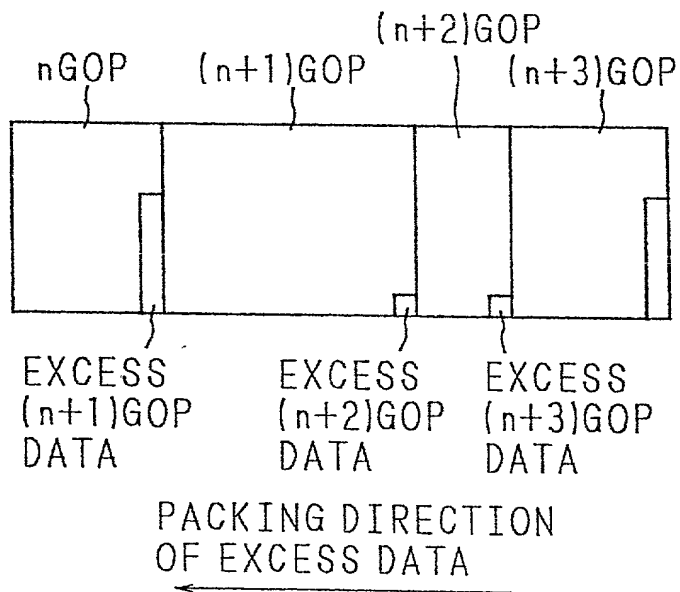 (n+2)GOP
nGOP (n+1)GOP (n+3)GOP
EXCESS EXCESS EXCESS
(n+1)GOP (n+2)GOP (n+3)GOP
DATA DATA DATA
PACKING DIRECTION
OF EXCESS DATA